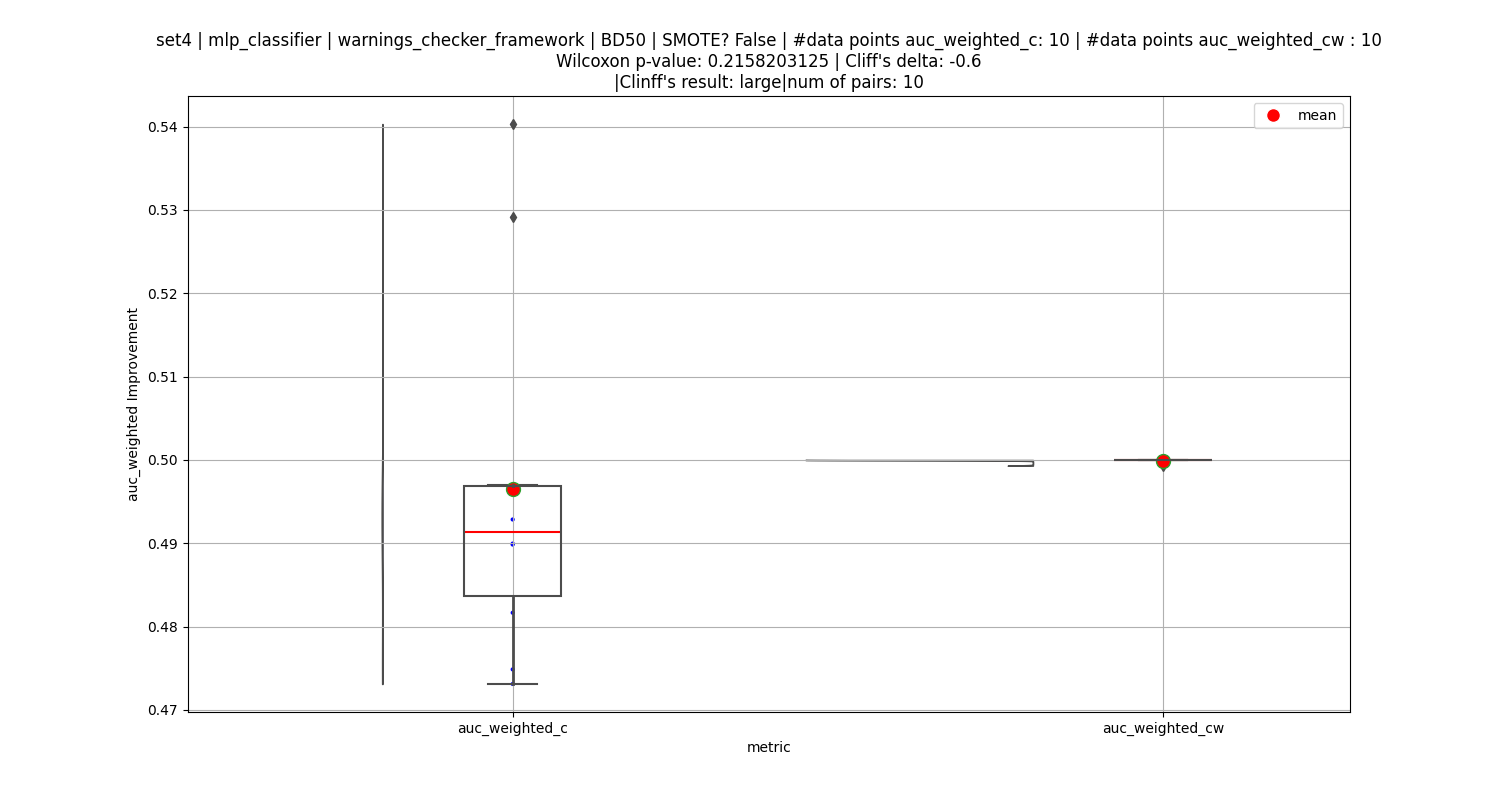 set4 | mlp_classifier | warnings_checker_framework | BD50 | SMOTE? False | #data points auc_weighted_c: 10 | #data points auc_weighted_cw : 10
Wilcoxon p-value: 0.2158203125 | Cliff's delta: -0.6
|Clinff's result: large|num of pairs: 10
mean
0.54
0.53
0.52
0.51
0.50
0.49
0.48
0.47
auc_weighted Improvement
auc_weighted_c
auc_weighted_cw
metric